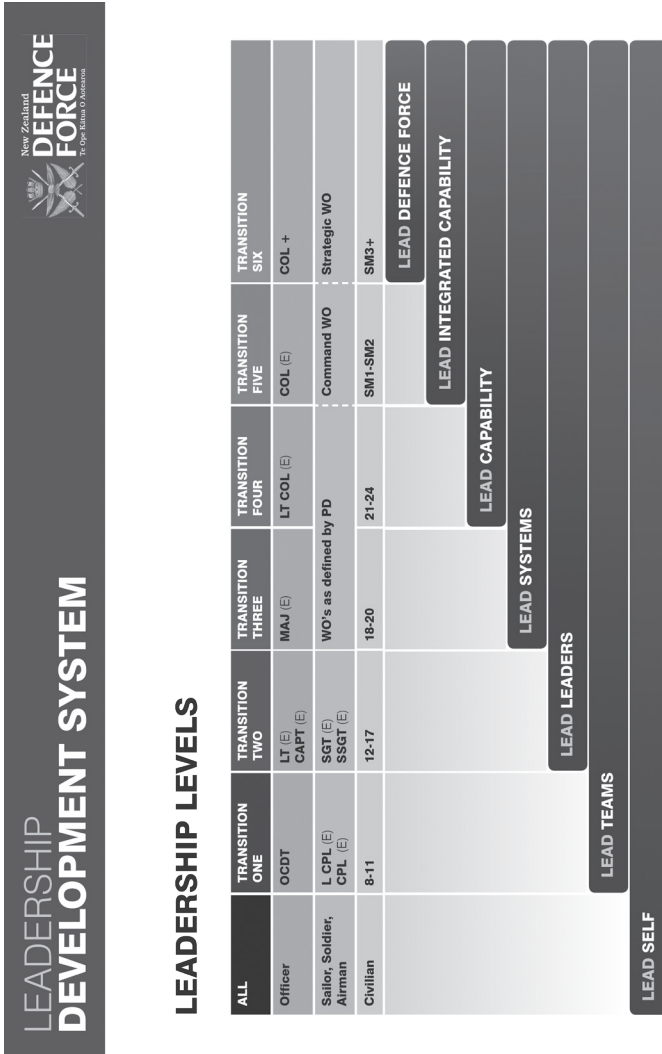 LEADERSHIP
DEVELOPMENT SYSTEM
New Zealand
DEFENCE
FORCE
Te Ope Kātua O Aotearoa
LEADERSHIP LEVELS
ALL
TRANSITION
ONE
TRANSITION
TWO
TRANSITION
THREE
TRANSITION
FOUR
TRANSITION
FIVE
TRANSITION
SIX
Officer
OCDT
LT (E)
CAPT (E)
MAJ (E)
LT COL (E)
COL (E)
COL +
Sailor, Soldier,
Airman
L CPL (E)
CPL (E)
SGT (E)
SSGT (E)
WO's as defined by PD
Command WO
Strategic WO
Civilian
8-11
12-17
18-20
21-24
SM1-SM2
SM3+
LEAD DEFENCE FORCE
LEAD INTEGRATED CAPABILITY
LEAD CAPABILITY
LEAD SYSTEMS
LEAD LEADERS
LEAD TEAMS
LEAD SELF